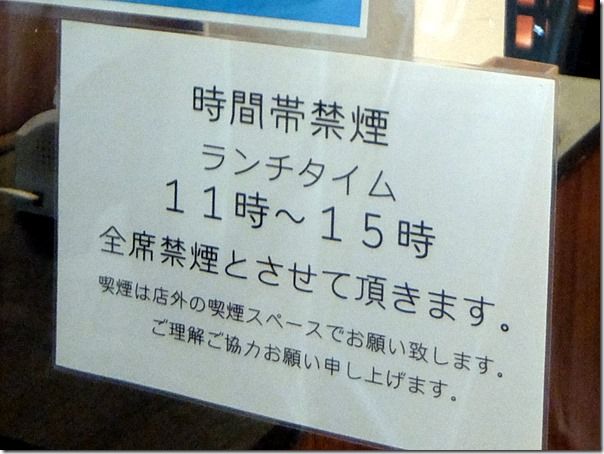 時間帯禁煙
ランチタイム
１１時～１５時
全席禁煙とさせて頂きます。
喫煙は店外の喫煙スペースでお願い致します。
ご理解ご協力お願い申し上げます。